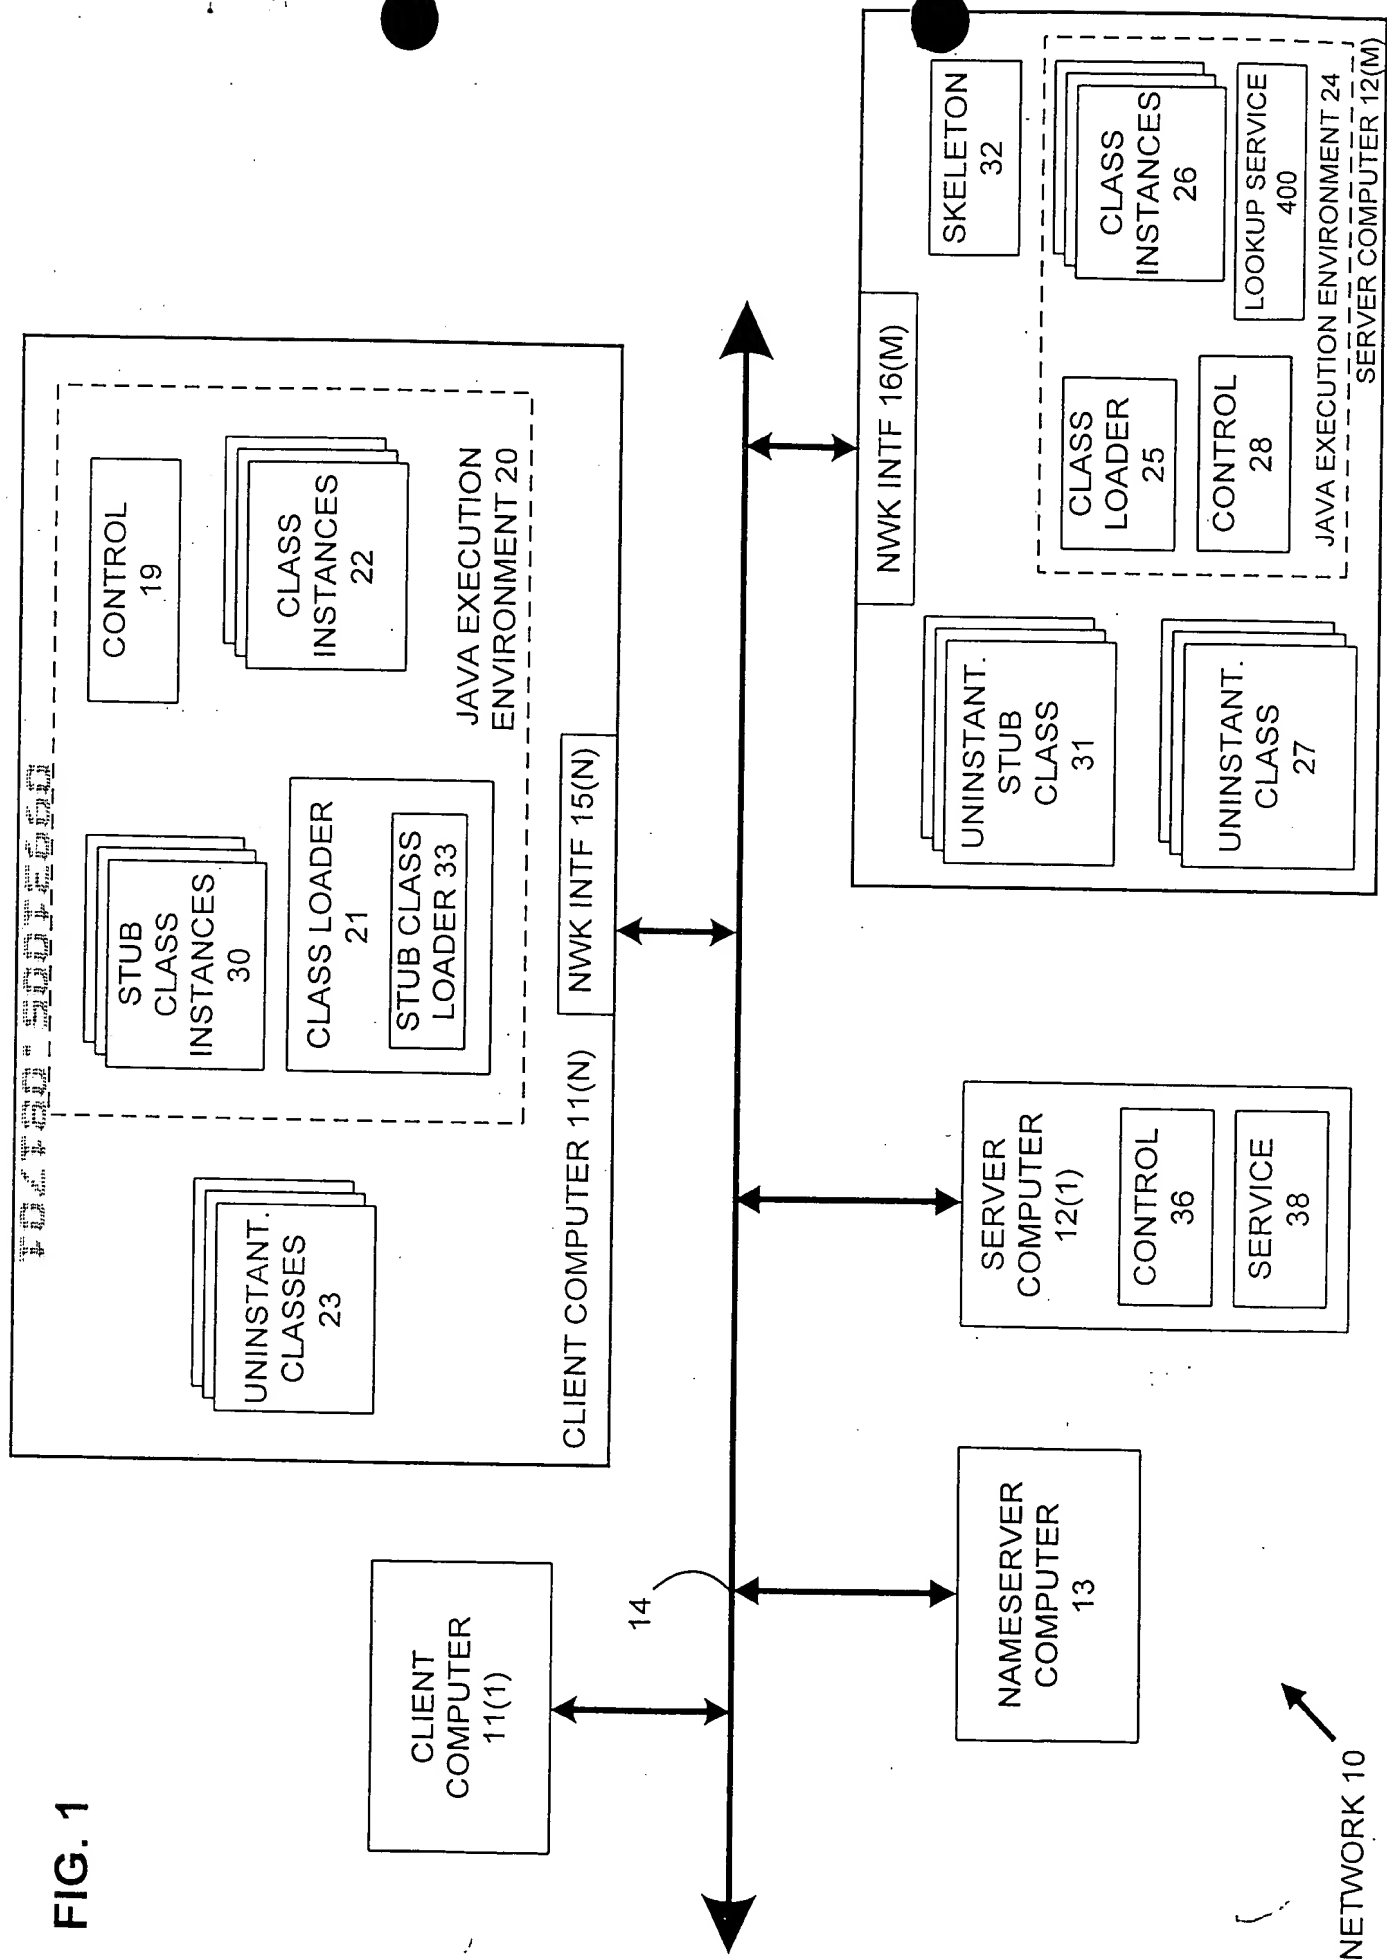 FIG. 1
CLIENT
COMPUTER
11(1)
UNINSTANT.
CLASSES
23
STUB
CLASS
INSTANCES
30
CONTROL
19
CLASS LOADER
21
STUB CLASS
LOADER 33
CLASS
INSTANCES
22
JAVA EXECUTION
ENVIRONMENT 20
CLIENT COMPUTER 11(N)
NWK INTF 15(N)
14
NAMESERVER
COMPUTER
13
SERVER
COMPUTER
12(1)
CONTROL
36
SERVICE
38
NWK INTF 16(M)
SKELETON
32
UNINSTANT.
STUB
CLASS
31
UNINSTANT.
CLASS
27
CLASS
LOADER
25
CLASS
INSTANCES
26
CONTROL
28
LOOKUP SERVICE
400
JAVA EXECUTION ENVIRONMENT 24
SERVER COMPUTER 12(M)
NETWORK 10